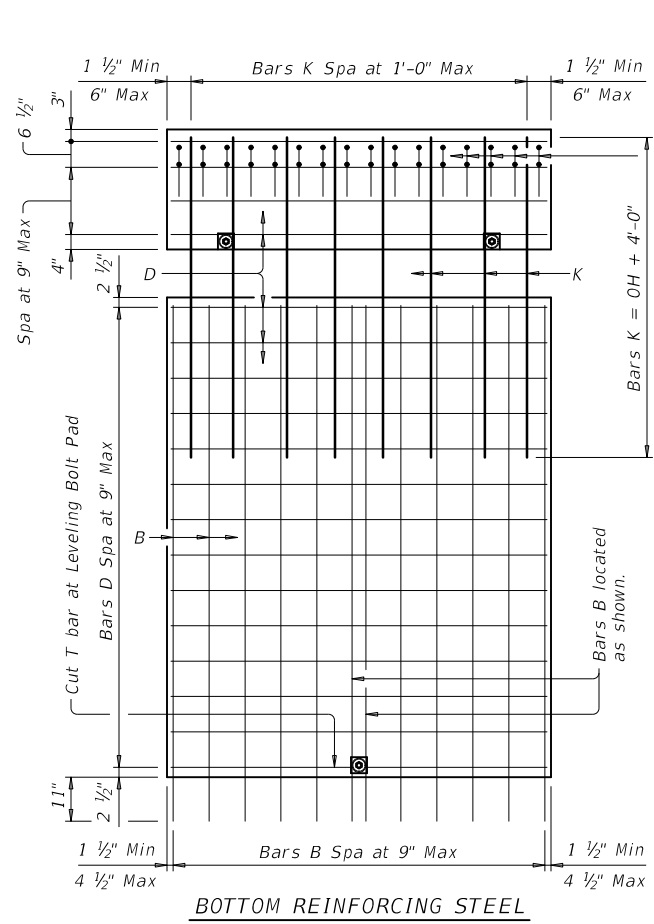 1 ½" Min
6" Max
Bars K Spa at 1'-0" Max
1 ½" Min
6" Max
3"
6 ½"
Spa at 9" Max
4"
2 ½"
D
K
Bars K = OH + 4'-0"
Cut T bar at Leveling Bolt Pad
Bars D Spa at 9" Max
B
Bars B located
as shown.
11"
2 ½"
1 ½" Min
4 ½" Max
Bars B Spa at 9" Max
1 ½" Min
4 ½" Max
BOTTOM REINFORCING STEEL